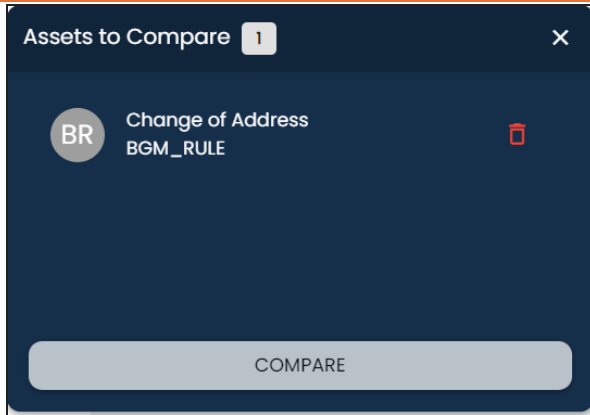 Assets to Compare 1
BR
Change of Address
BGM_RULE
COMPARE